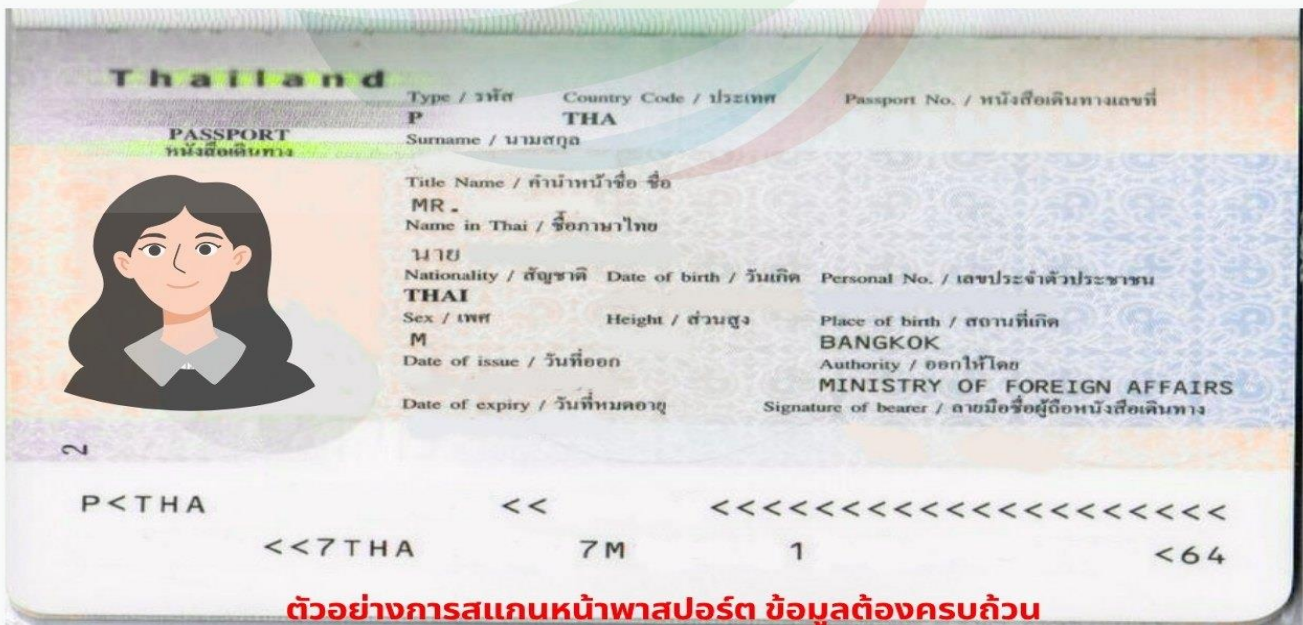 Thailand
PASSPORT
หนังสือเดินทาง
Type / รหัส Country Code / ประเทศ Passport No. / หนังสือเดินทางเลขที่
P THA
Surname / นามสกุล
Title Name / คำนำหน้าชื่อ ชื่อ
MR.
Name in Thai / ชื่อภาษาไทย
นาย
Nationality / สัญชาติ Date of birth / วันเกิด Personal No. / เลขประจำตัวประชาชน
THAI
Sex / เพศ Height / ส่วนสูง Place of birth / สถานที่เกิด
M BANGKOK
Date of issue / วันที่ออก Authority / ออกให้โดย
MINISTRY OF FOREIGN AFFAIRS
Date of expiry / วันที่หมดอายุ Signature of bearer / ลายมือชื่อผู้ถือหนังสือเดินทาง
2
P<THA << <<<<<<<<<<<<<<<<<<<<
<<7THA 7M 1 <64
ตัวอย่างการสแกนหน้าพาสปอร์ต ข้อมูลต้องครบถ้วน